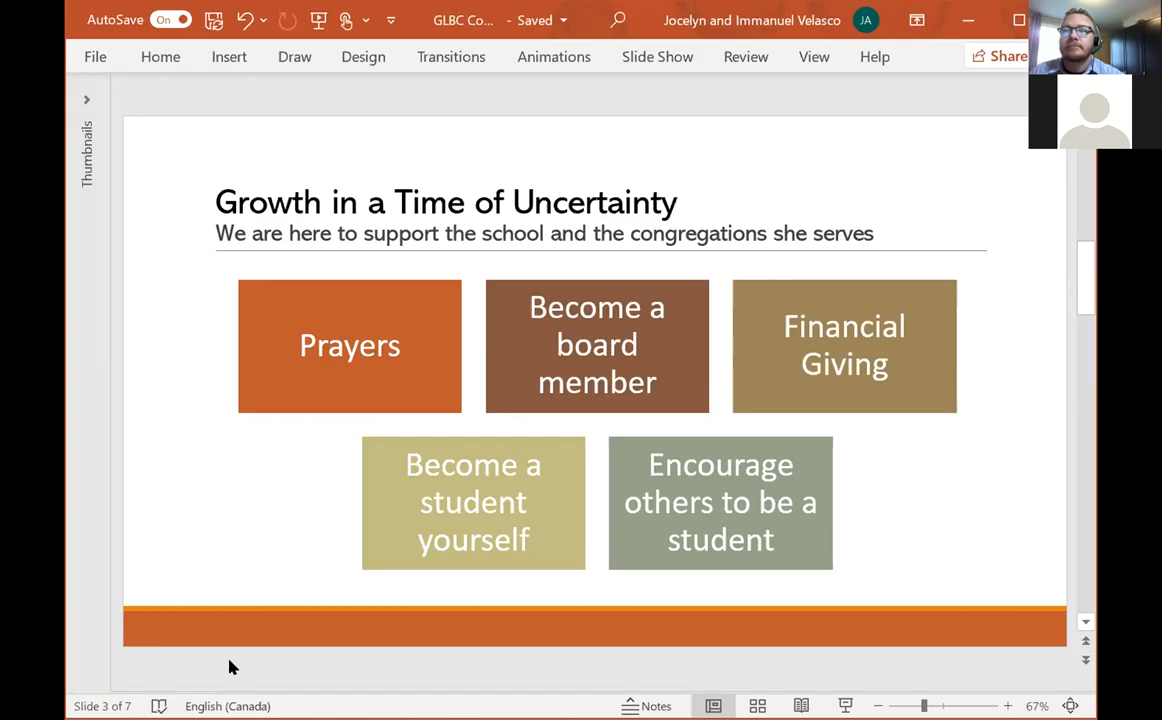 AutoSave On GLBC Co... - Saved Jocelyn and Immanuel Velasco JA
File Home Insert Draw Design Transitions Animations Slide Show Review View Help Share
Thumbnails
Growth in a Time of Uncertainty
We are here to support the school and the congregations she serves
Prayers
Become a
board
member
Financial
Giving
Become a
student
yourself
Encourage
others to be a
student
Slide 3 of 7 English (Canada) Notes 67%